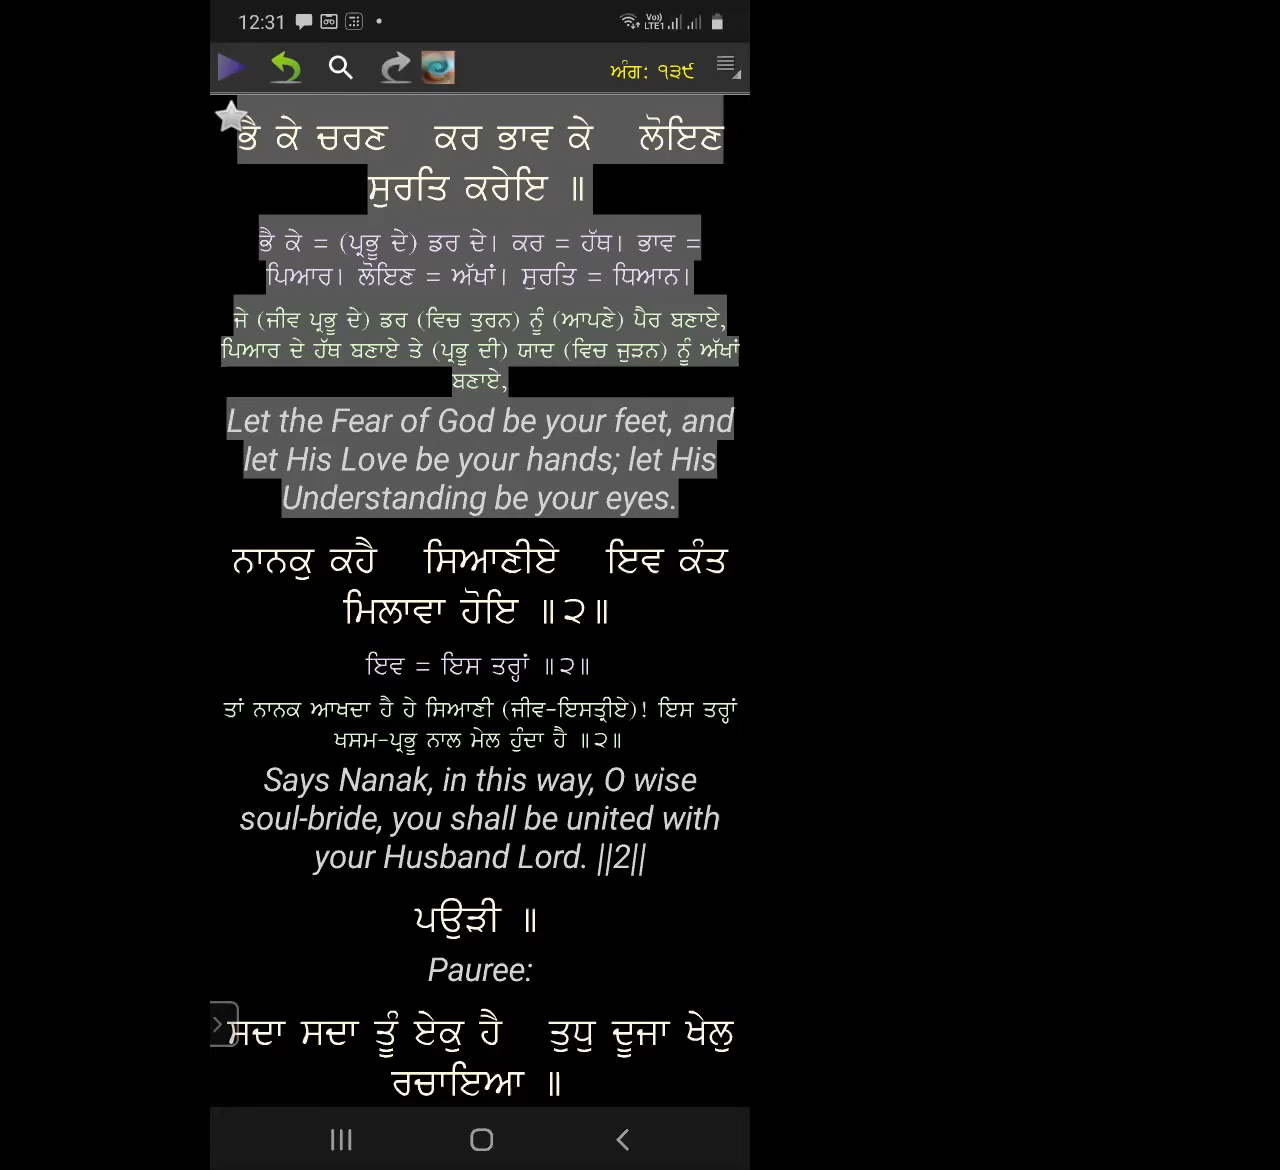 12:31
Vo)) LTE1
ਅੰਗ: ੧੩੯
ਭੈ ਕੇ ਚਰਣ ਕਰ ਭਾਵ ਕੇ ਲੋਇਣ
ਸੁਰਤਿ ਕਰੇਇ ॥
ਭੈ ਕੇ = (ਪ੍ਰਭੂ ਦੇ) ਡਰ ਦੇ। ਕਰ = ਹੱਥ। ਭਾਵ =
ਪਿਆਰ। ਲੋਇਣ = ਅੱਖਾਂ। ਸੁਰਤਿ = ਧਿਆਨ।
ਜੇ (ਜੀਵ ਪ੍ਰਭੂ ਦੇ) ਡਰ (ਵਿਚ ਤੁਰਨ) ਨੂੰ (ਆਪਣੇ) ਪੈਰ ਬਣਾਏ,
ਪਿਆਰ ਦੇ ਹੱਥ ਬਣਾਏ ਤੇ (ਪ੍ਰਭੂ ਦੀ) ਯਾਦ (ਵਿਚ ਜੁੜਨ) ਨੂੰ ਅੱਖਾਂ
ਬਣਾਏ,
Let the Fear of God be your feet, and
let His Love be your hands; let His
Understanding be your eyes.
ਨਾਨਕੁ ਕਹੈ ਸਿਆਣੀਏ ਇਵ ਕੰਤ
ਮਿਲਾਵਾ ਹੋਇ ॥੨॥
ਇਵ = ਇਸ ਤਰ੍ਹਾਂ ॥੨॥
ਤਾਂ ਨਾਨਕ ਆਖਦਾ ਹੈ ਹੇ ਸਿਆਣੀ (ਜੀਵ-ਇਸਤ੍ਰੀਏ)! ਇਸ ਤਰ੍ਹਾਂ
ਖਸਮ-ਪ੍ਰਭੂ ਨਾਲ ਮੇਲ ਹੁੰਦਾ ਹੈ ॥੨॥
Says Nanak, in this way, O wise
soul-bride, you shall be united with
your Husband Lord. ||2||
ਪਉੜੀ ॥
Pauree:
ਸਦਾ ਸਦਾ ਤੂੰ ਏਕੁ ਹੈ ਤੁਧੁ ਦੂਜਾ ਖੇਲੁ
ਰਚਾਇਆ ॥